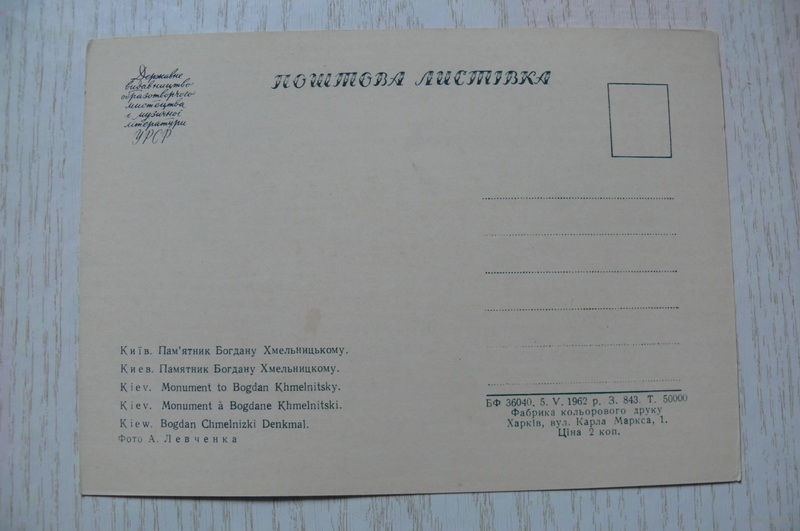 Державне
видавництво
образотворчого
мистецтва
і музичної
літератури
УРСР
ПОШТОВА ЛИСТІВКА
Київ. Пам'ятник Богдану Хмельницькому.
Киев. Памятник Богдану Хмельницкому.
Kiev. Monument to Bogdan Khmelnitsky.
Kiev. Monument à Bogdane Khmelnitski.
Kiew. Bogdan Chmelnizki Denkmal.
Фото А. Левченка
БФ 36040. 5. V. 1962 р. З. 843. Т. 50000
Фабрика кольорового друку
Харків, вул. Карла Маркса, 1.
Ціна 2 коп.